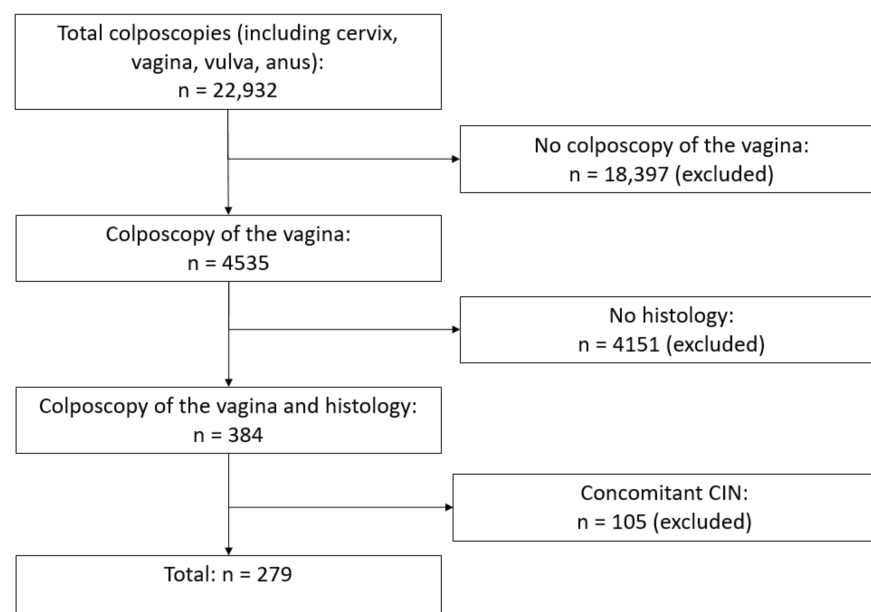 Total colposcopies (including cervix,
vagina, vulva, anus):
n = 22,932
No colposcopy of the vagina:
n = 18,397 (excluded)
Colposcopy of the vagina:
n = 4535
No histology:
n = 4151 (excluded)
Colposcopy of the vagina and histology:
n = 384
Concomitant CIN:
n = 105 (excluded)
Total: n = 279